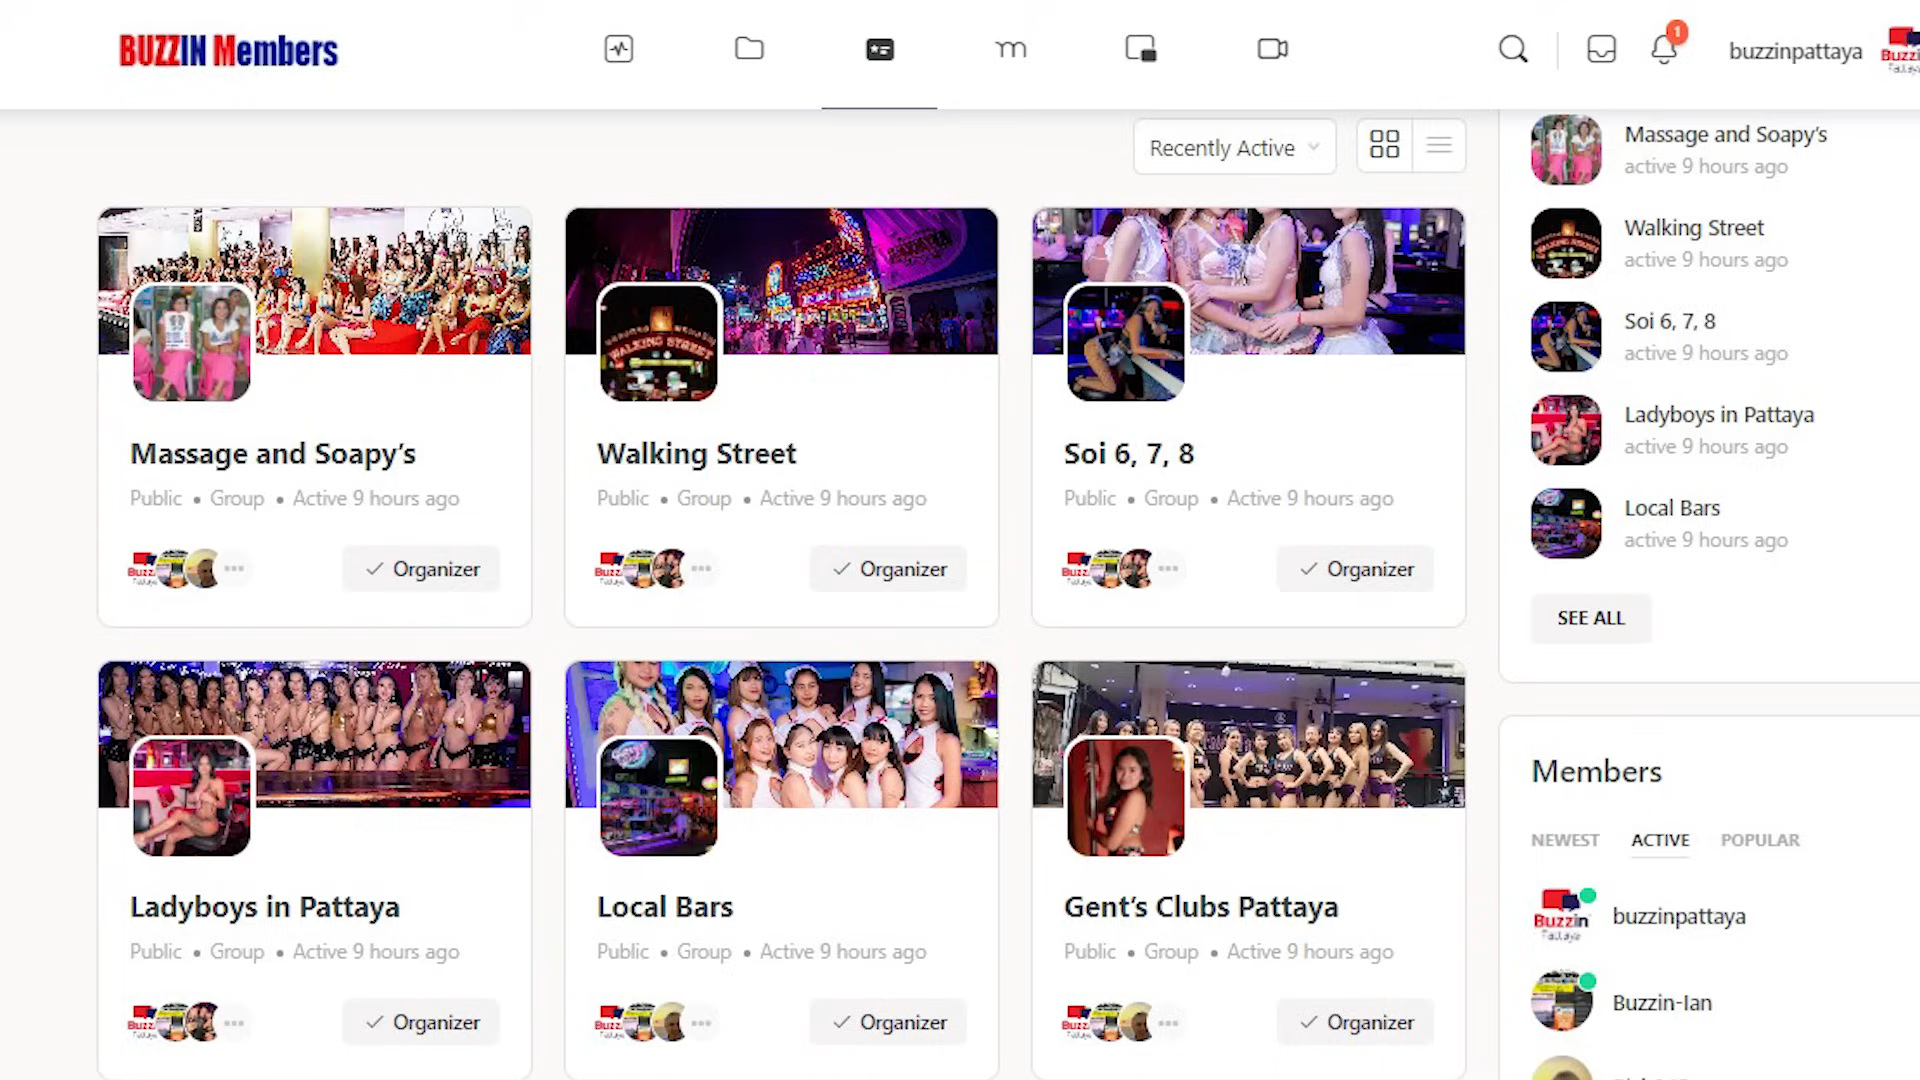 BUZZIN Members
1
buzzinpattaya
Recently Active
Massage and Soapy’s
active 9 hours ago
Walking Street
active 9 hours ago
Soi 6, 7, 8
active 9 hours ago
Ladyboys in Pattaya
active 9 hours ago
Local Bars
active 9 hours ago
SEE ALL
WALKING STREET
Massage and Soapy’s
Public • Group • Active 9 hours ago
Organizer
Walking Street
Public • Group • Active 9 hours ago
Organizer
Soi 6, 7, 8
Public • Group • Active 9 hours ago
Organizer
Ladyboys in Pattaya
Public • Group • Active 9 hours ago
Organizer
Local Bars
Public • Group • Active 9 hours ago
Organizer
Gent’s Clubs Pattaya
Public • Group • Active 9 hours ago
Organizer
Members
NEWEST ACTIVE POPULAR
Buzzin
Pattaya
buzzinpattaya
Buzzin-Ian